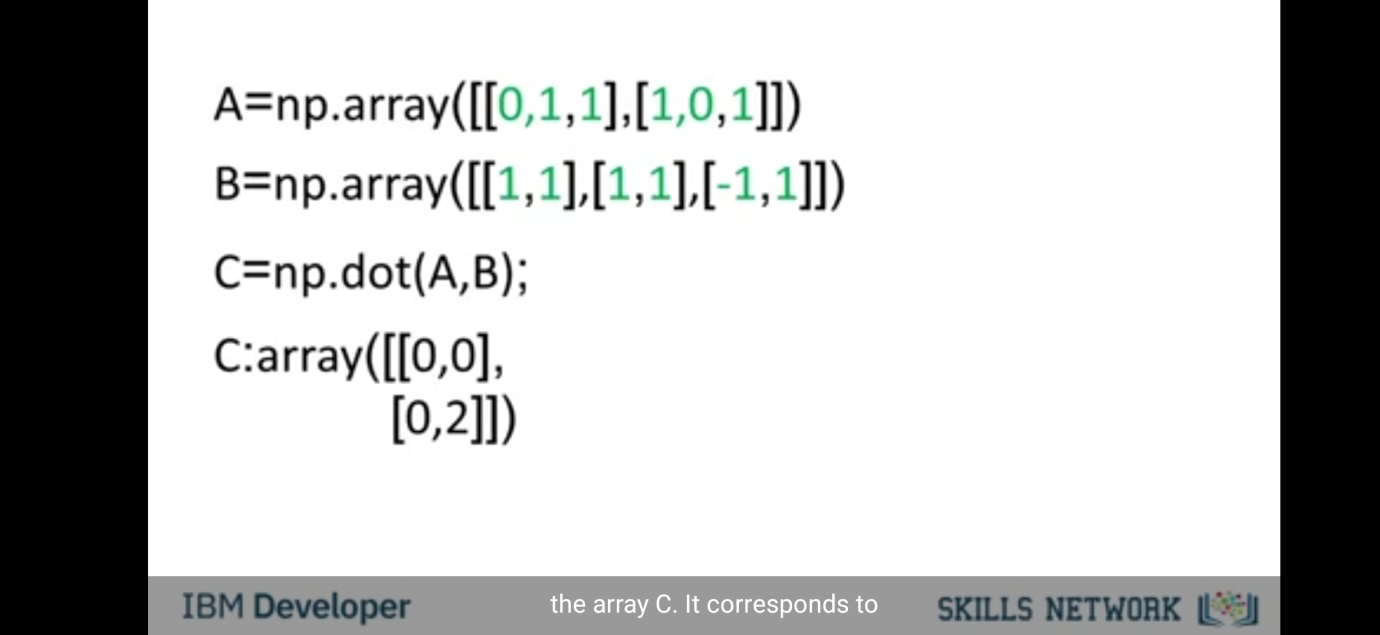 A=np.array([[0,1,1],[1,0,1]])
B=np.array([[1,1],[1,1],[-1,1]])
C=np.dot(A,B);
C:array([[0,0],
[0,2]])
IBM Developer
the array C. It corresponds to
SKILLS NETWORK